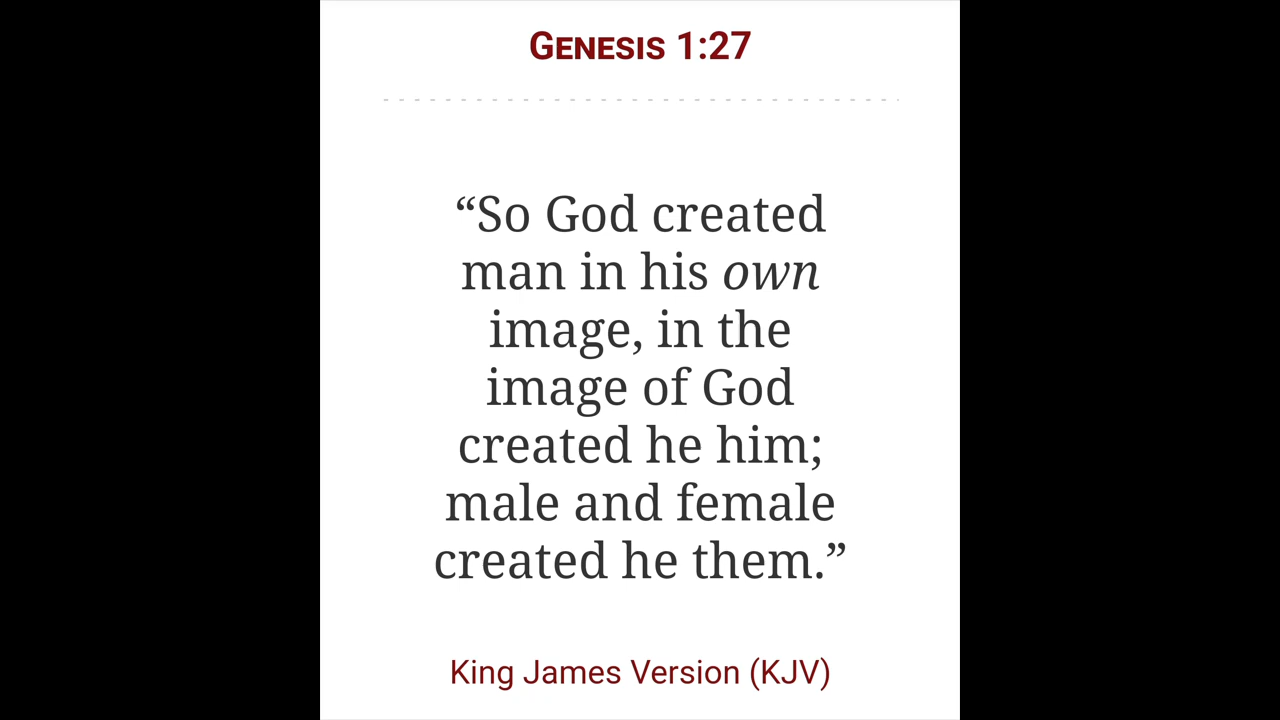 Genesis 1:27
“So God created
man in his own
image, in the
image of God
created he him;
male and female
created he them.”
King James Version (KJV)